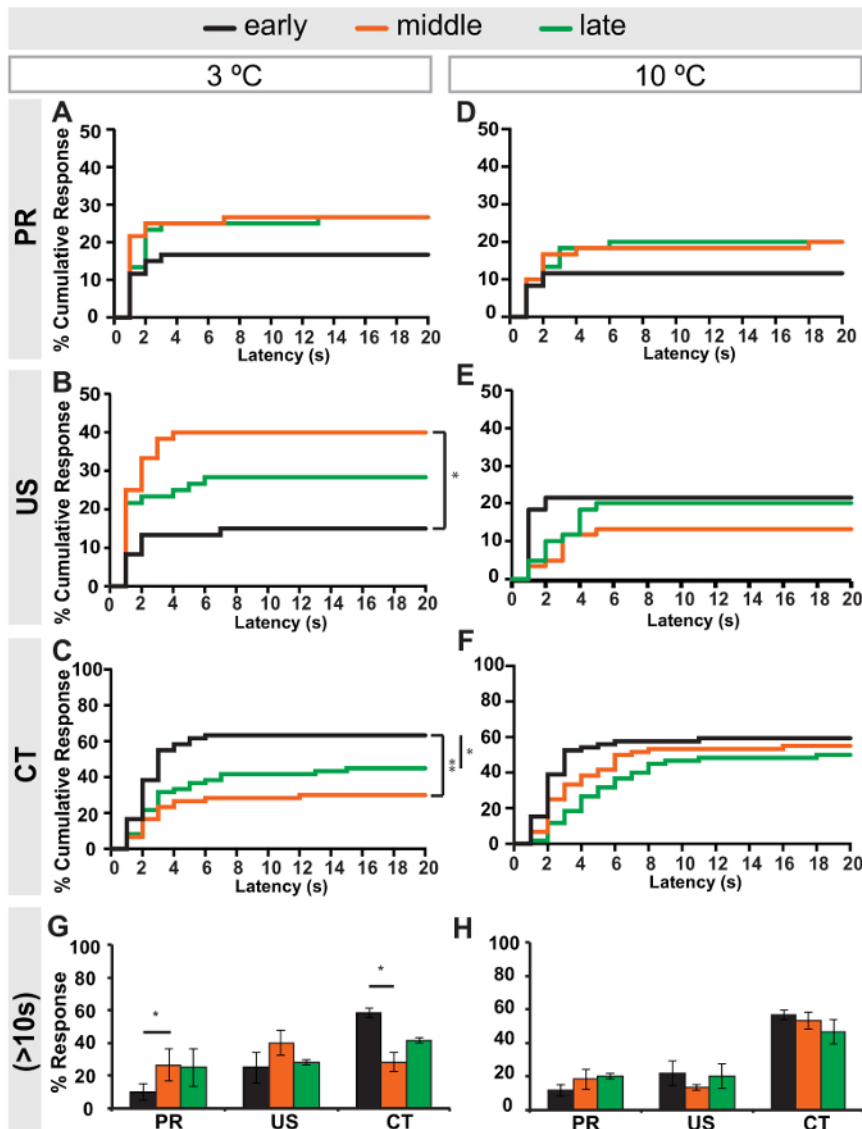 early middle late
3 ºC 10 ºC
PR
A
% Cumulative Response
50
40
30
20
10
0
0 2 4 6 8 10 12 14 16 18 20
Latency (s)
D
50
40
30
20
10
0
0 2 4 6 8 10 12 14 16 18 20
Latency (s)
US
B
% Cumulative Response
50
40
30
20
10
0
0 2 4 6 8 10 12 14 16 18 20
Latency (s)
*
E
50
40
30
20
10
0
0 2 4 6 8 10 12 14 16 18 20
Latency (s)
CT
C
% Cumulative Response
100
80
60
40
20
0
0 2 4 6 8 10 12 14 16 18 20
Latency (s)
**
*
F
100
80
60
40
20
0
0 2 4 6 8 10 12 14 16 18 20
Latency (s)
(>10s)
G
% Response
100
80
60
40
20
0
*
*
PR US CT
H
100
80
60
40
20
0
PR US CT